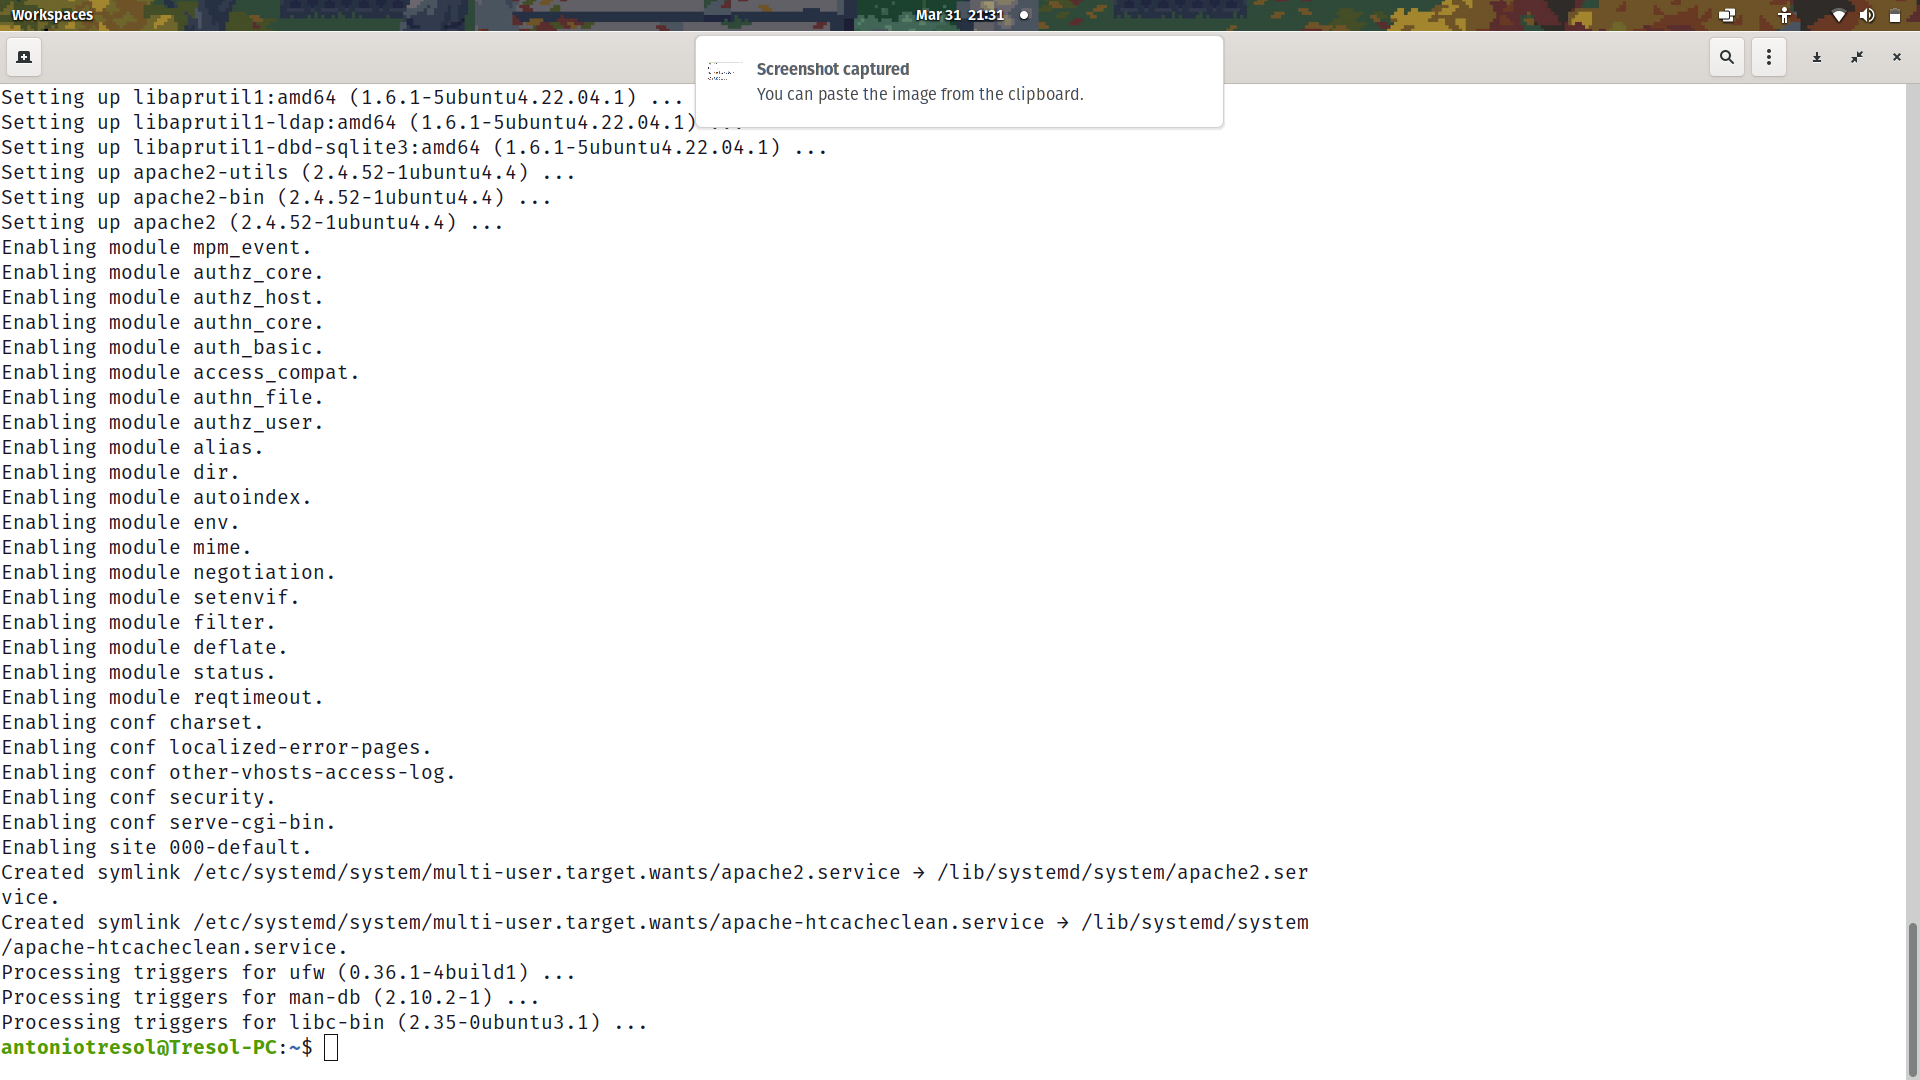 Workspaces
Mar 31 21:31
Screenshot captured
You can paste the image from the clipboard.
Setting up libaprutil1:amd64 (1.6.1-5ubuntu4.22.04.1) ...
Setting up libaprutil1-ldap:amd64 (1.6.1-5ubuntu4.22.04.1) ...
Setting up libaprutil1-dbd-sqlite3:amd64 (1.6.1-5ubuntu4.22.04.1) ...
Setting up apache2-utils (2.4.52-1ubuntu4.4) ...
Setting up apache2-bin (2.4.52-1ubuntu4.4) ...
Setting up apache2 (2.4.52-1ubuntu4.4) ...
Enabling module mpm_event.
Enabling module authz_core.
Enabling module authz_host.
Enabling module authn_core.
Enabling module auth_basic.
Enabling module access_compat.
Enabling module authn_file.
Enabling module authz_user.
Enabling module alias.
Enabling module dir.
Enabling module autoindex.
Enabling module env.
Enabling module mime.
Enabling module negotiation.
Enabling module setenvif.
Enabling module filter.
Enabling module deflate.
Enabling module status.
Enabling module reqtimeout.
Enabling conf charset.
Enabling conf localized-error-pages.
Enabling conf other-vhosts-access-log.
Enabling conf security.
Enabling conf serve-cgi-bin.
Enabling site 000-default.
Created symlink /etc/systemd/system/multi-user.target.wants/apache2.service → /lib/systemd/system/apache2.ser
vice.
Created symlink /etc/systemd/system/multi-user.target.wants/apache-htcacheclean.service → /lib/systemd/system
/apache-htcacheclean.service.
Processing triggers for ufw (0.36.1-4build1) ...
Processing triggers for man-db (2.10.2-1) ...
Processing triggers for libc-bin (2.35-0ubuntu3.1) ...
antoniotresol@Tresol-PC:~$